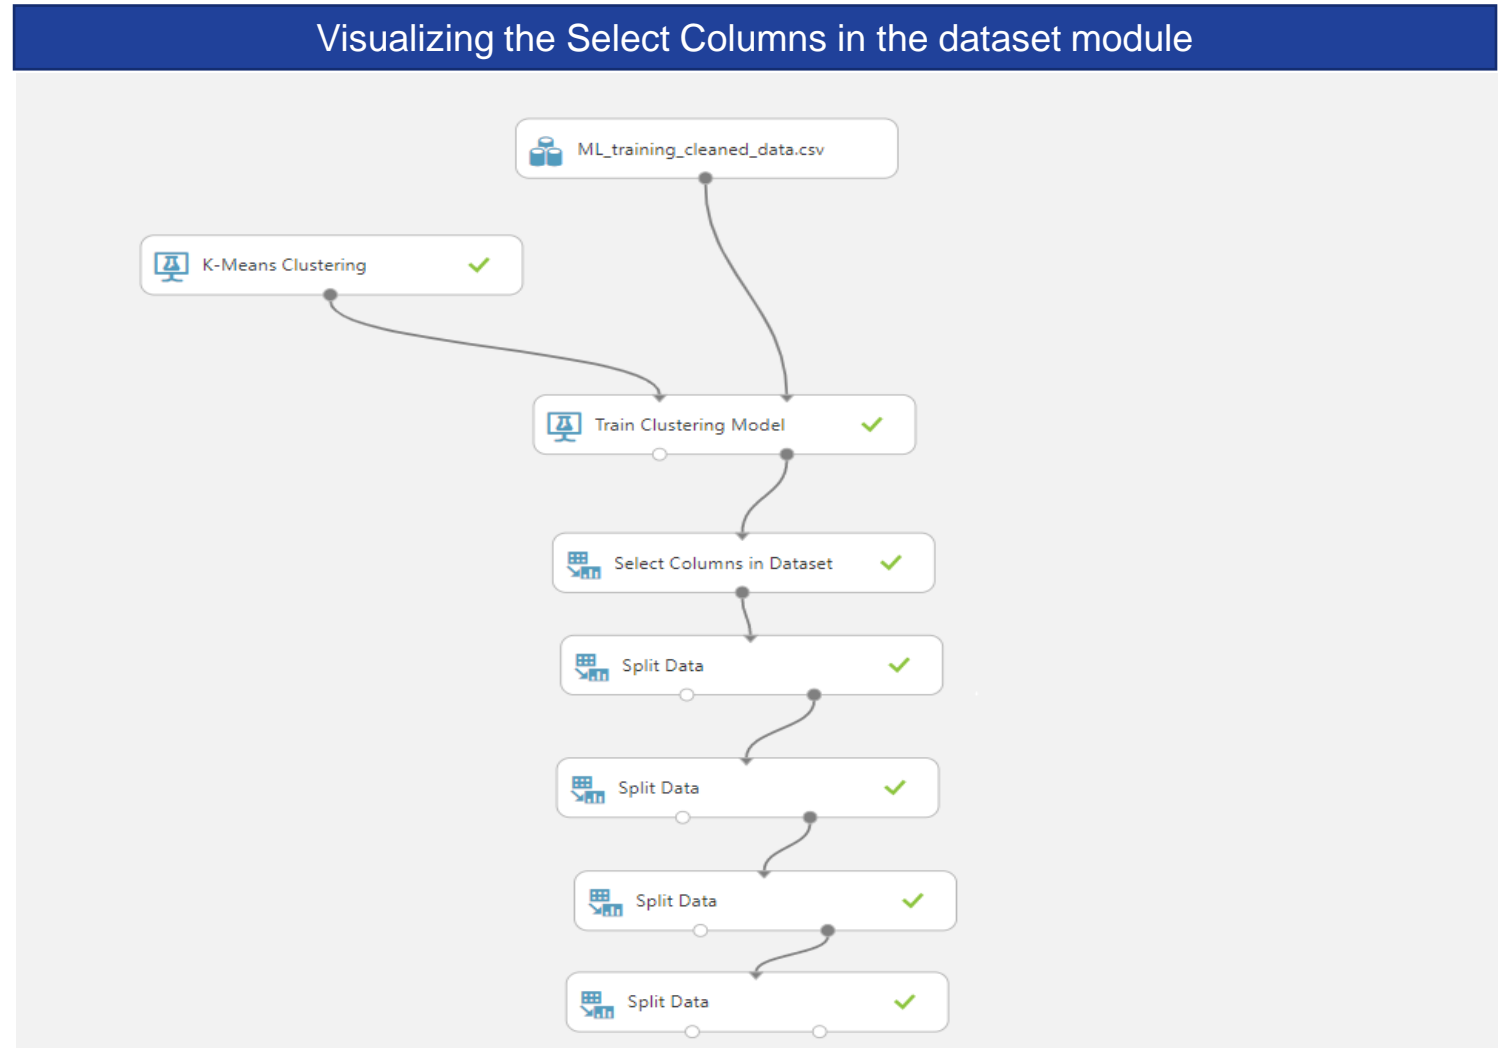 Visualizing the Select Columns in the dataset module
ML_training_cleaned_data.csv
K-Means Clustering
Train Clustering Model
Select Columns in Dataset
Split Data
Split Data
Split Data
Split Data